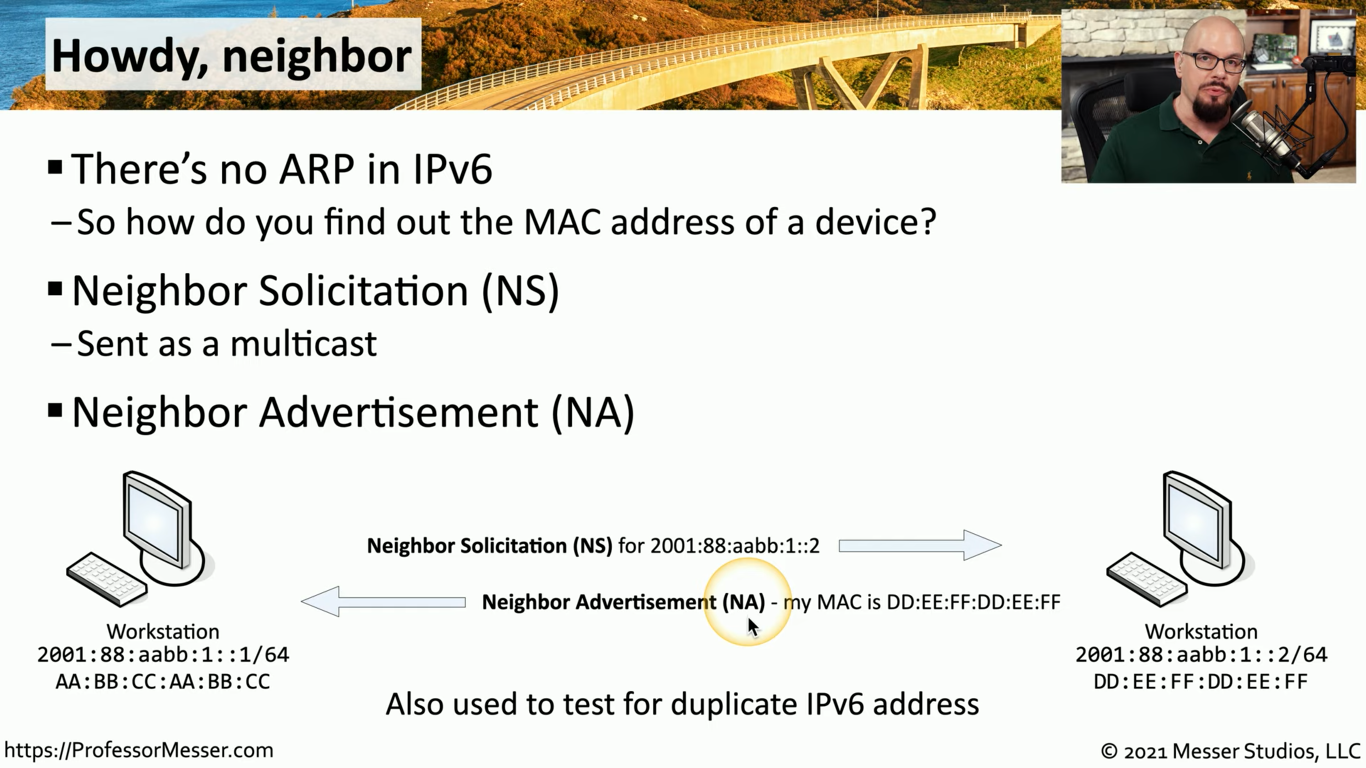 Howdy, neighbor
▪ There's no ARP in IPv6
– So how do you find out the MAC address of a device?
▪ Neighbor Solicitation (NS)
– Sent as a multicast
▪ Neighbor Advertisement (NA)
Neighbor Solicitation (NS) for 2001:88:aabb:1::2
Neighbor Advertisement (NA) - my MAC is DD:EE:FF:DD:EE:FF
Workstation
2001:88:aabb:1::1/64
AA:BB:CC:AA:BB:CC
Workstation
2001:88:aabb:1::2/64
DD:EE:FF:DD:EE:FF
Also used to test for duplicate IPv6 address
https://ProfessorMesser.com
© 2021 Messer Studios, LLC